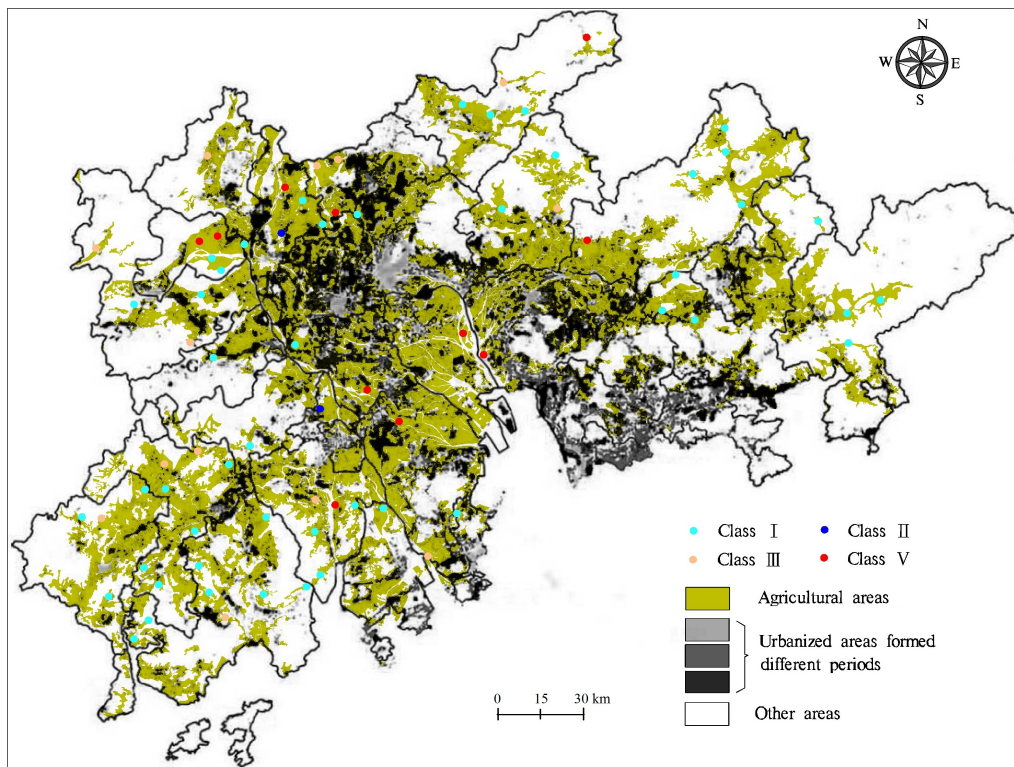 N
W E
S
Class Ⅰ Class Ⅱ
Class Ⅲ Class Ⅴ
Agricultural areas
Urbanized areas formed
different periods
Other areas
0 15 30 km